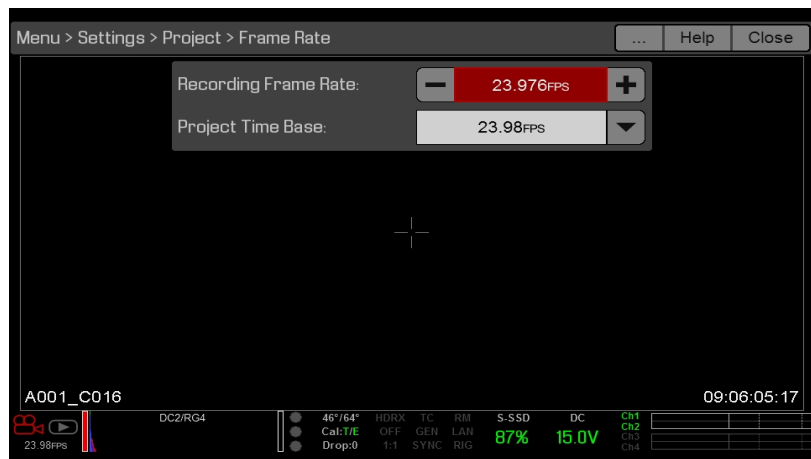 Menu > Settings > Project > Frame Rate ... Help Close
Recording Frame Rate: 23.976FPS
Project Time Base: 23.98FPS
A001_C016 09:06:05:17
DC2/RG4 46°/64° HDRX TC RM S-SSD DC Ch1
Cal:T/E OFF GEN LAN 87% 15.0V Ch2
23.98FPS Drop:0 1:1 SYNC RIG Ch3
Ch4